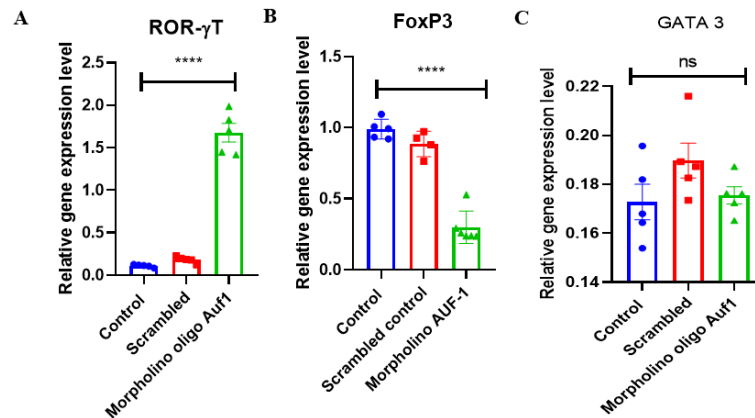 A
ROR-γT
Relative gene expression level
****
2.5
2.0
1.5
1.0
0.5
0.0
Control
Scrambled
Morpholino oligo Auf1
B
FoxP3
Relative gene expression level
****
1.5
1.0
0.5
0.0
Control
Scrambled control
Morpholino AUF-1
C
GATA 3
Relative gene expression level
ns
0.22
0.20
0.18
0.16
0.14
Control
Scrambled
Morpholino oligo Auf1